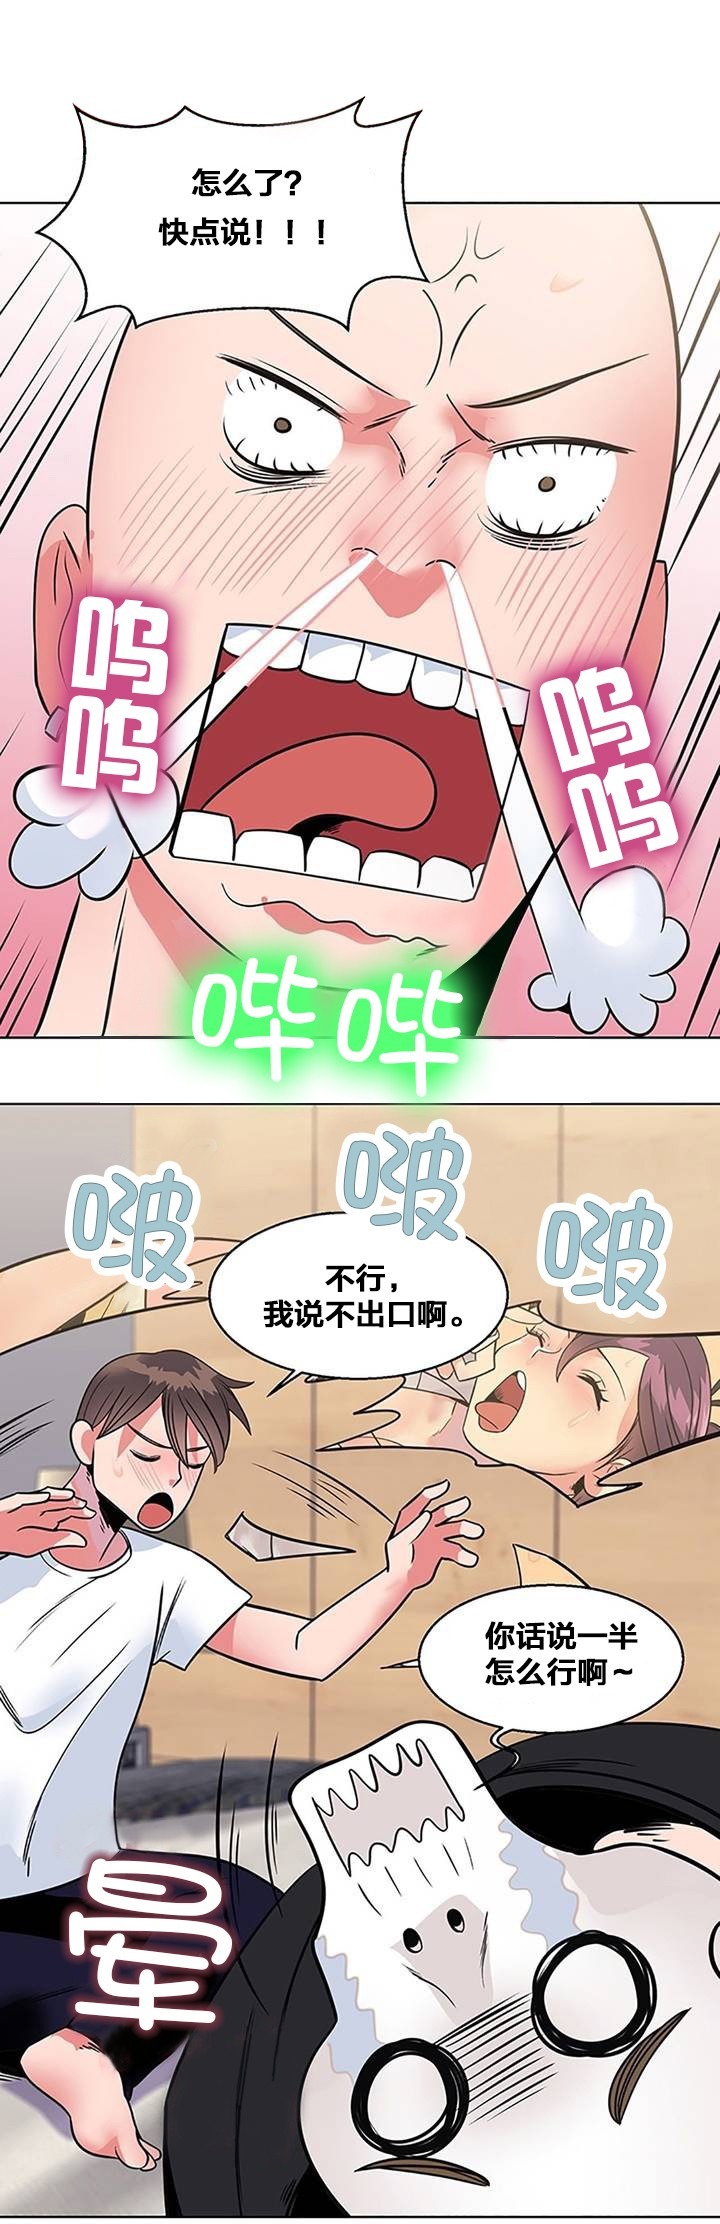 怎么了？
快点说！！！
呜
呜
呜
呜
哔 哔
啵
啵
啵
不行，
我说不出口啊。
你话说一半
怎么行啊～
晕